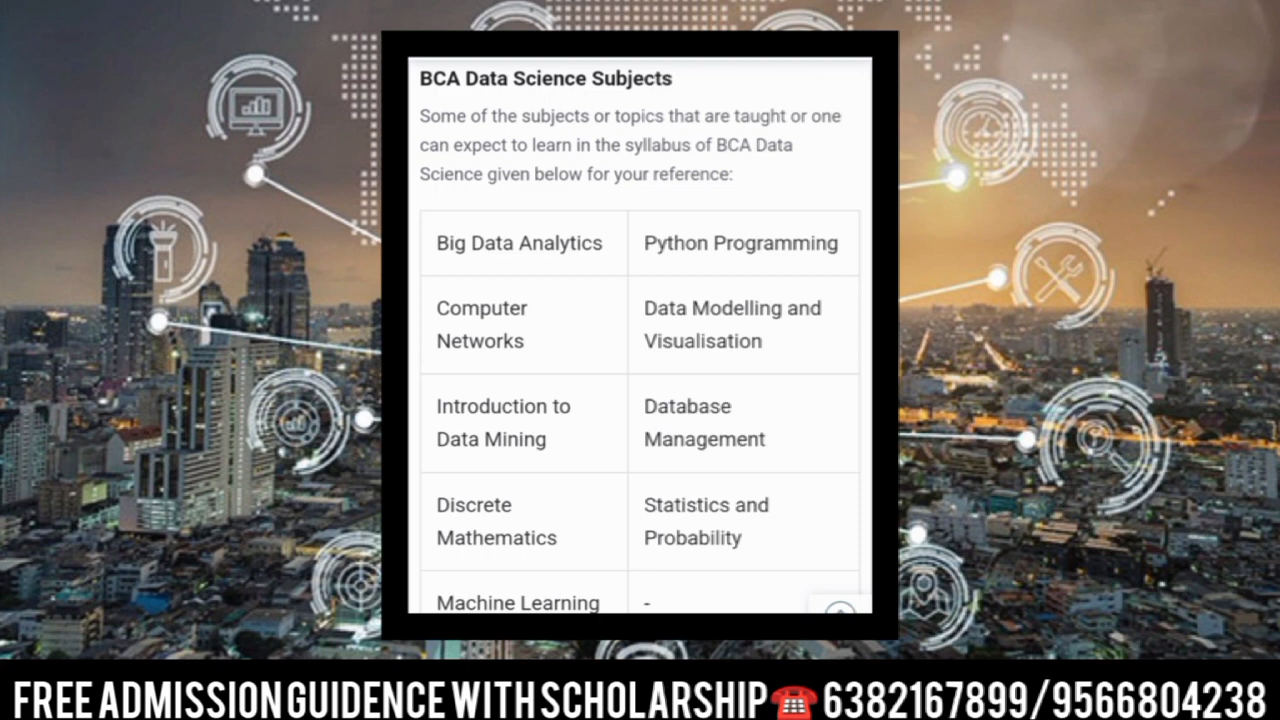 BCA Data Science Subjects
Some of the subjects or topics that are taught or one
can expect to learn in the syllabus of BCA Data
Science given below for your reference:
Big Data Analytics
Python Programming
Computer
Networks
Data Modelling and
Visualisation
Introduction to
Data Mining
Database
Management
Discrete
Mathematics
Statistics and
Probability
Machine Learning
-
FREE ADMISSION GUIDENCE WITH SCHOLARSHIP☎️ 6382167899/9566804238